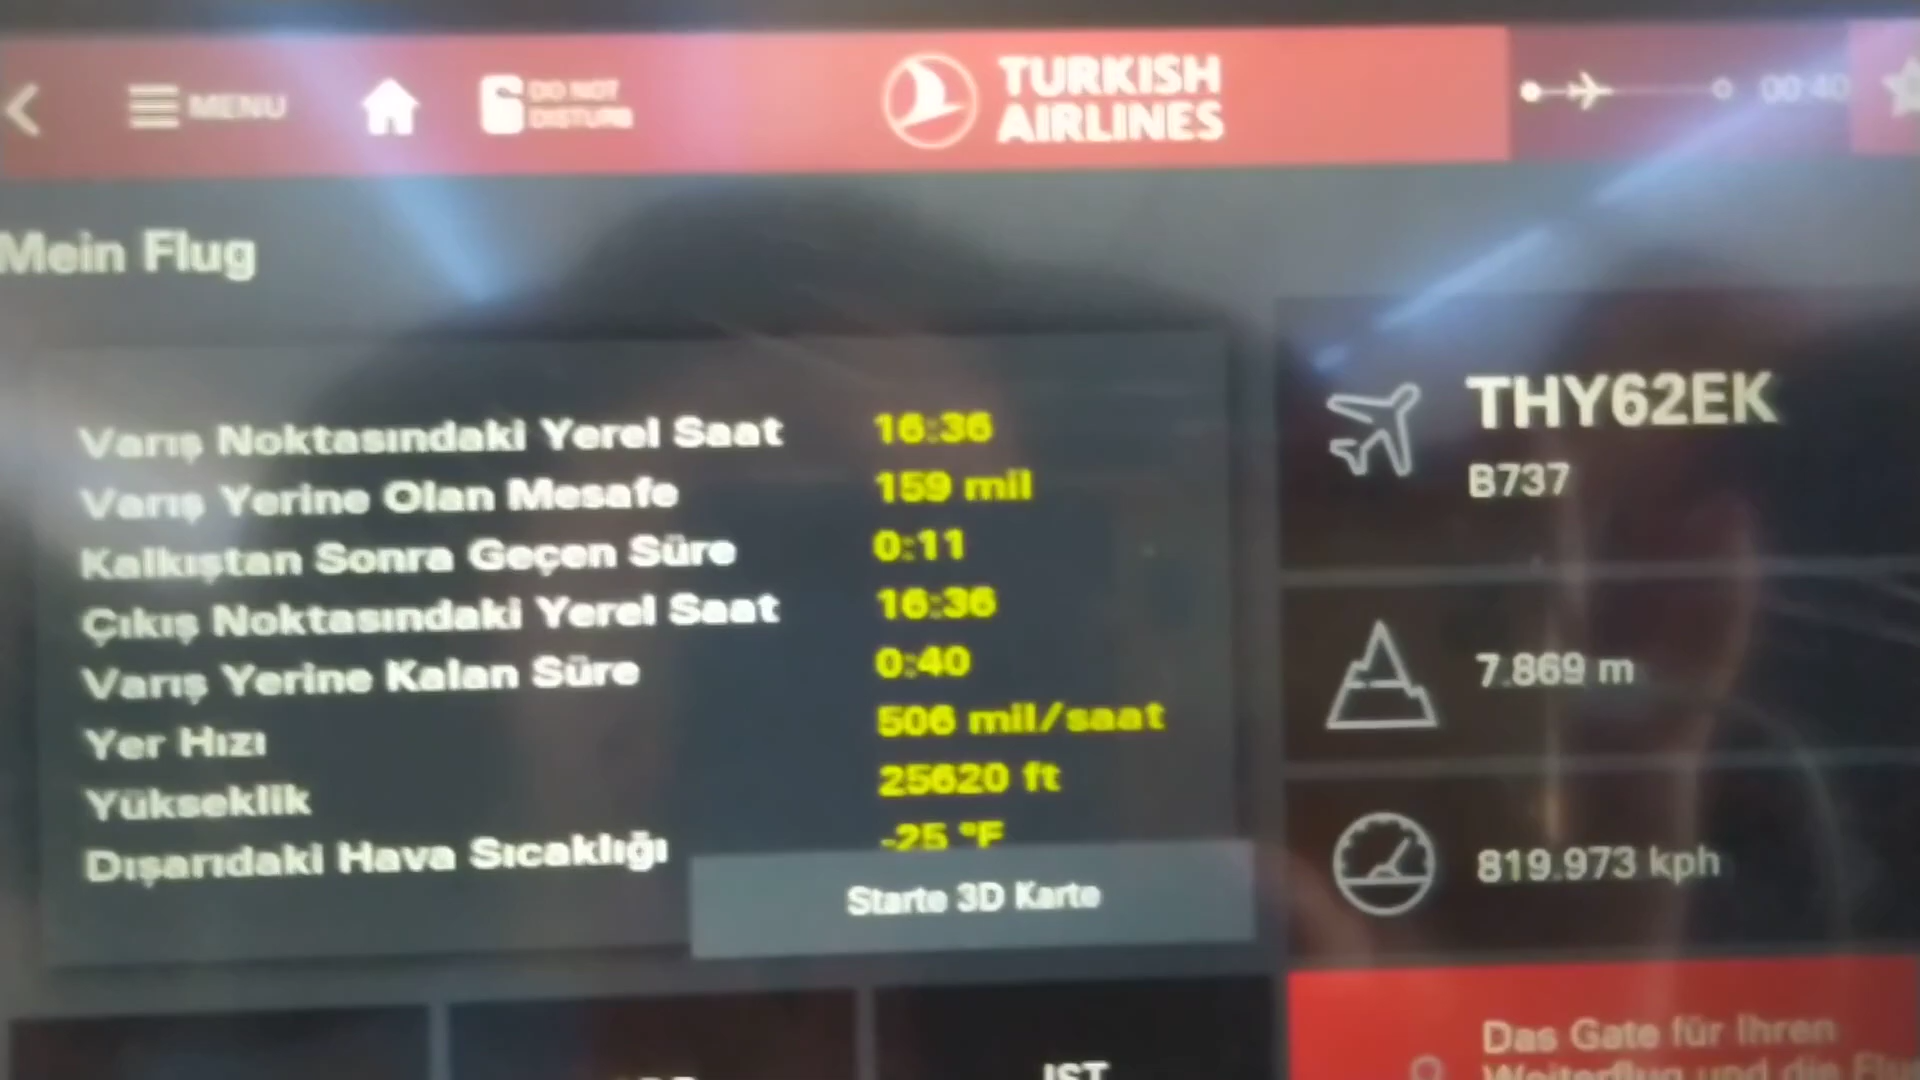 MENU
DO NOT
DISTURB
TURKISH
AIRLINES
00:40
Mein Flug
Varış Noktasındaki Yerel Saat 16:36
Varış Yerine Olan Mesafe 159 mil
Kalkıştan Sonra Geçen Süre 0:11
Çıkış Noktasındaki Yerel Saat 16:36
Varış Yerine Kalan Süre 0:40
Yer Hızı 506 mil/saat
Yükseklik 25620 ft
Dışarıdaki Hava Sıcaklığı -25 °F
Starte 3D Karte
THY62EK
B737
7.869 m
819.973 kph
IST
Das Gate für Ihren
Weiterflug und die